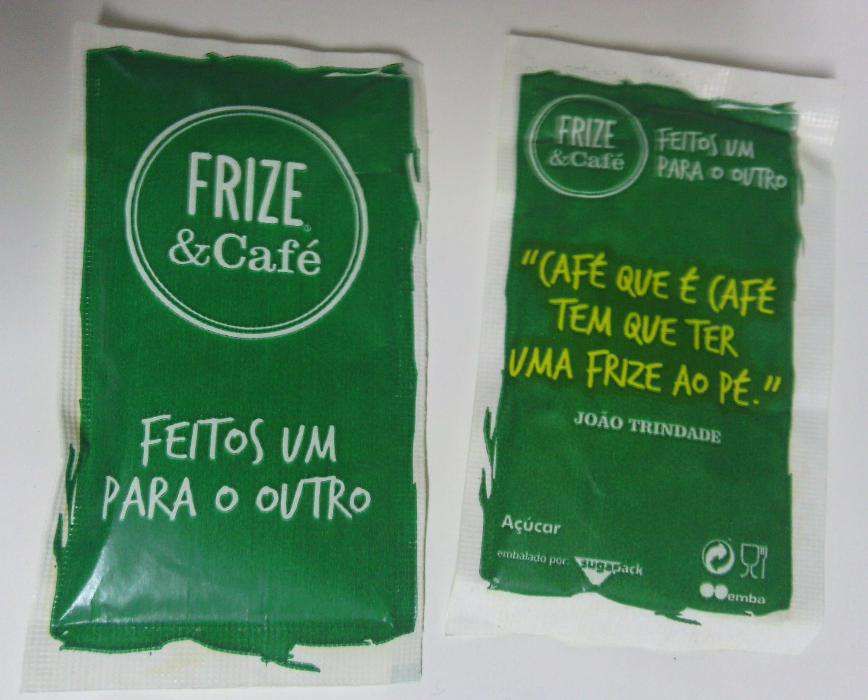 FRIZE
&Café
FEITOS UM
PARA O OUTRO
FRIZE
&Café
FEITOS UM
PARA O OUTRO
“CAFÉ QUE É CAFÉ
TEM QUE TER
UMA FRIZE AO PÉ.”
JOÃO TRINDADE
Açúcar
embalado por:
sugapack
emba